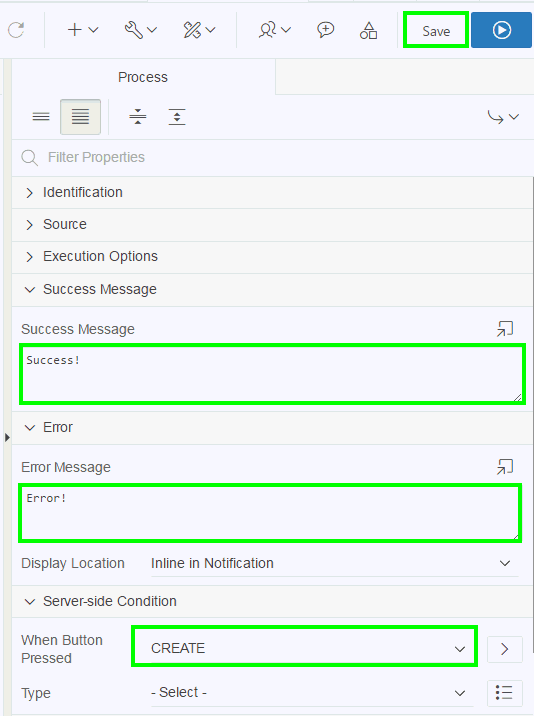 Save
Process
Filter Properties
Identification
Source
Execution Options
Success Message
Success Message
Success!
Error
Error Message
Error!
Display Location Inline in Notification
Server-side Condition
When Button
Pressed
CREATE
Type - Select -